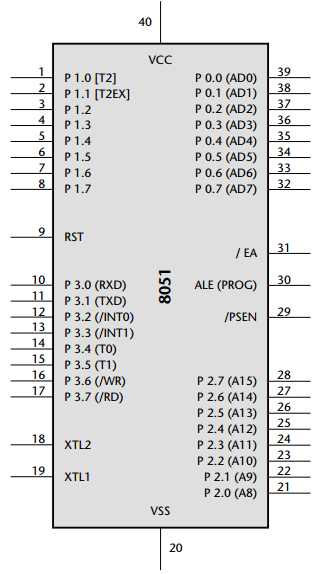 40
VCC
1 P 1.0 [T2] P 0.0 (AD0) 39
2 P 1.1 [T2EX] P 0.1 (AD1) 38
3 P 1.2 P 0.2 (AD2) 37
4 P 1.3 P 0.3 (AD3) 36
5 P 1.4 P 0.4 (AD4) 35
6 P 1.5 P 0.5 (AD5) 34
7 P 1.6 P 0.6 (AD6) 33
8 P 1.7 P 0.7 (AD7) 32
9 RST
/ EA 31
10 P 3.0 (RXD) ALE (PROG) 30
11 P 3.1 (TXD)
12 P 3.2 (/INT0) /PSEN 29
13 P 3.3 (/INT1)
14 P 3.4 (T0)
15 P 3.5 (T1)
16 P 3.6 (/WR) P 2.7 (A15) 28
17 P 3.7 (/RD) P 2.6 (A14) 27
P 2.5 (A13) 26
P 2.4 (A12) 25
18 XTL2 P 2.3 (A11) 24
P 2.2 (A10) 23
19 XTL1 P 2.1 (A9) 22
P 2.0 (A8) 21
8051
VSS
20